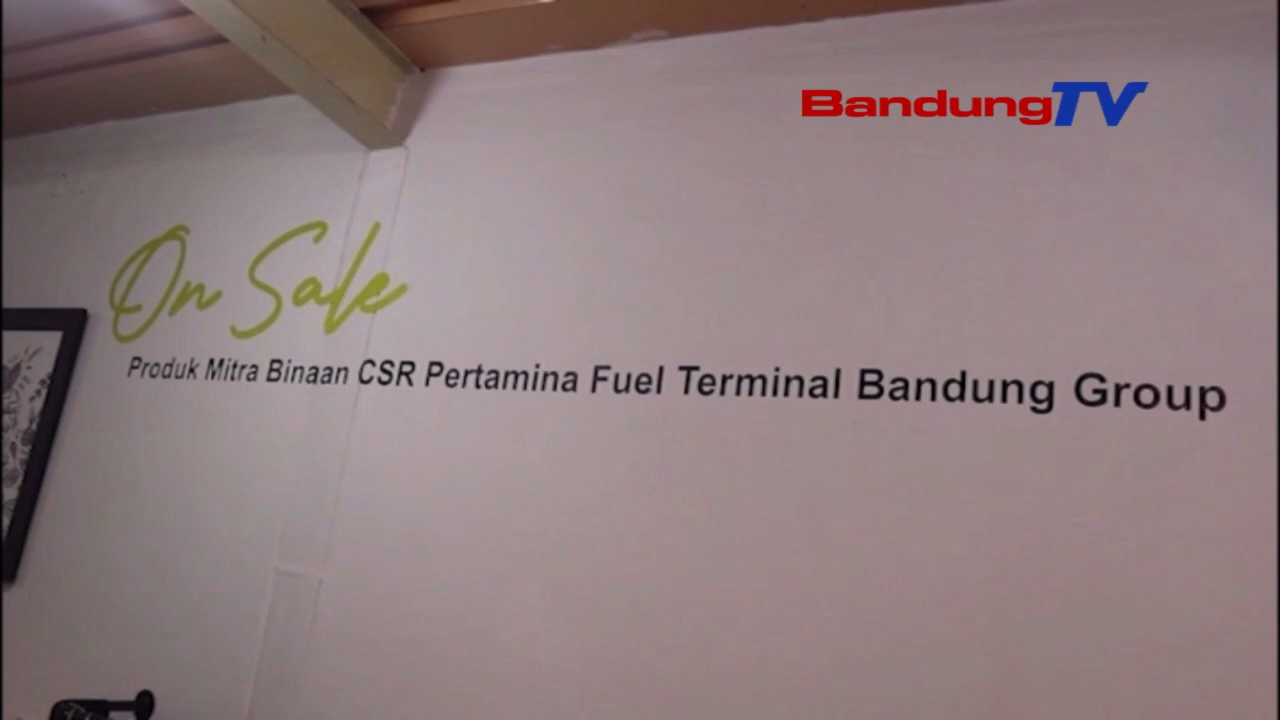 BandungTV
On Sale
Produk Mitra Binaan CSR Pertamina Fuel Terminal Bandung Group